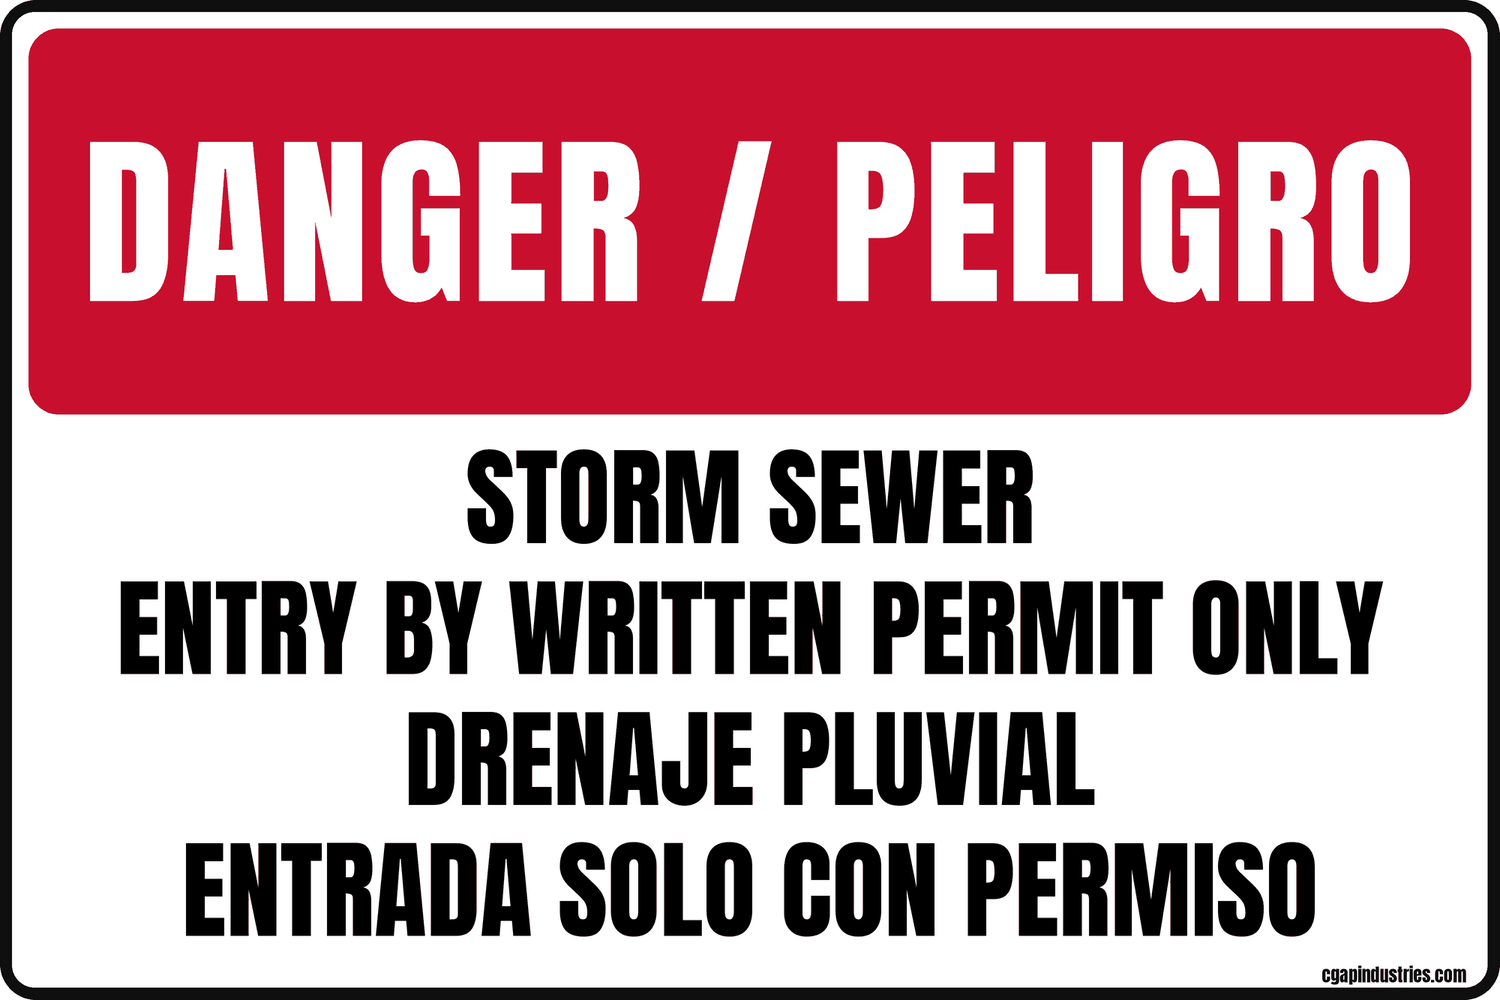 DANGER / PELIGRO
STORM SEWER
ENTRY BY WRITTEN PERMIT ONLY
DRENAJE PLUVIAL
ENTRADA SOLO CON PERMISO
cgapindustries.com